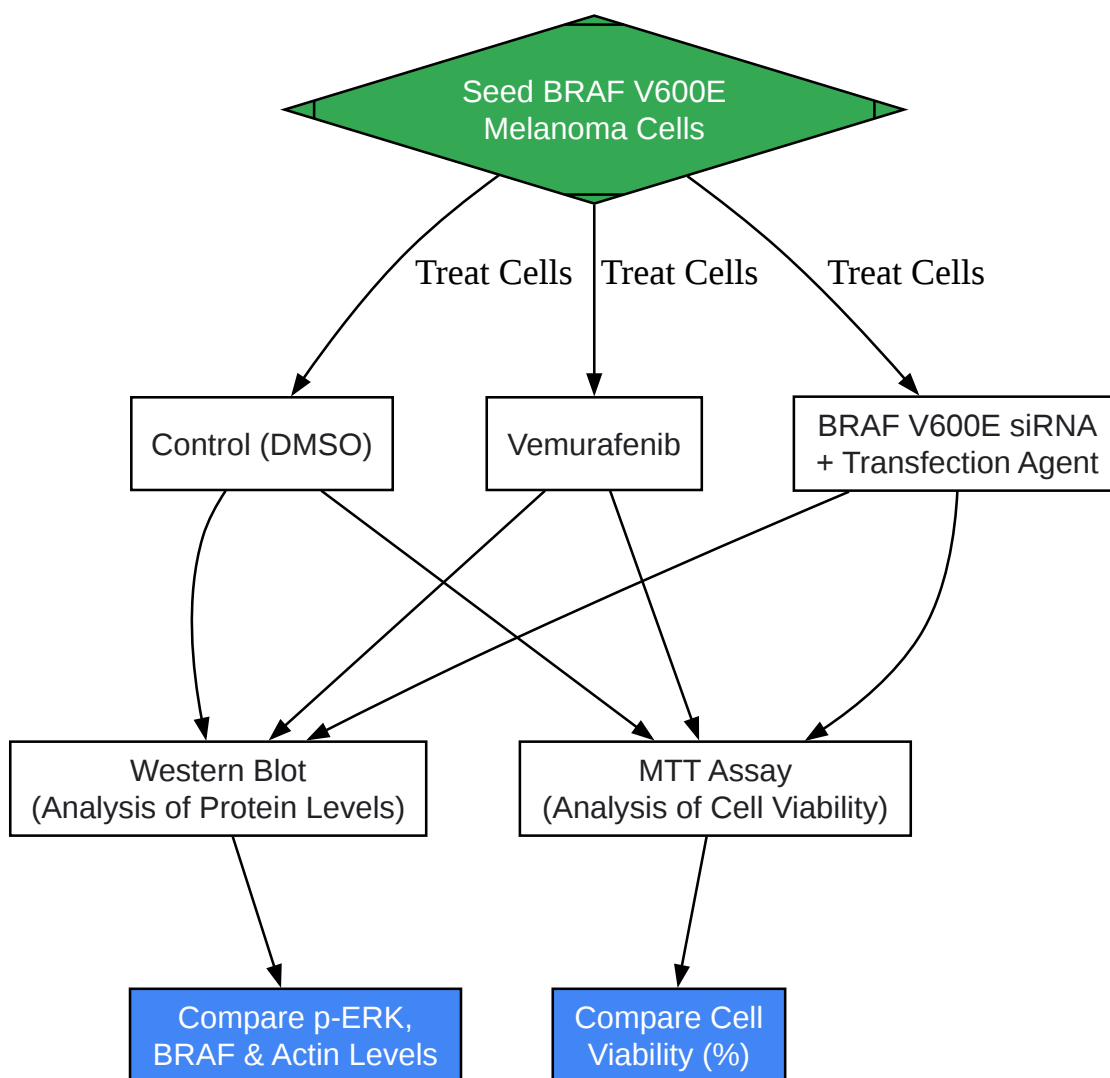 Seed BRAF V600E
Melanoma Cells
Treat Cells
Treat Cells
Treat Cells
Control (DMSO)
Vemurafenib
BRAF V600E siRNA
+ Transfection Agent
Western Blot
(Analysis of Protein Levels)
MTT Assay
(Analysis of Cell Viability)
Compare p-ERK,
BRAF & Actin Levels
Compare Cell
Viability (%)